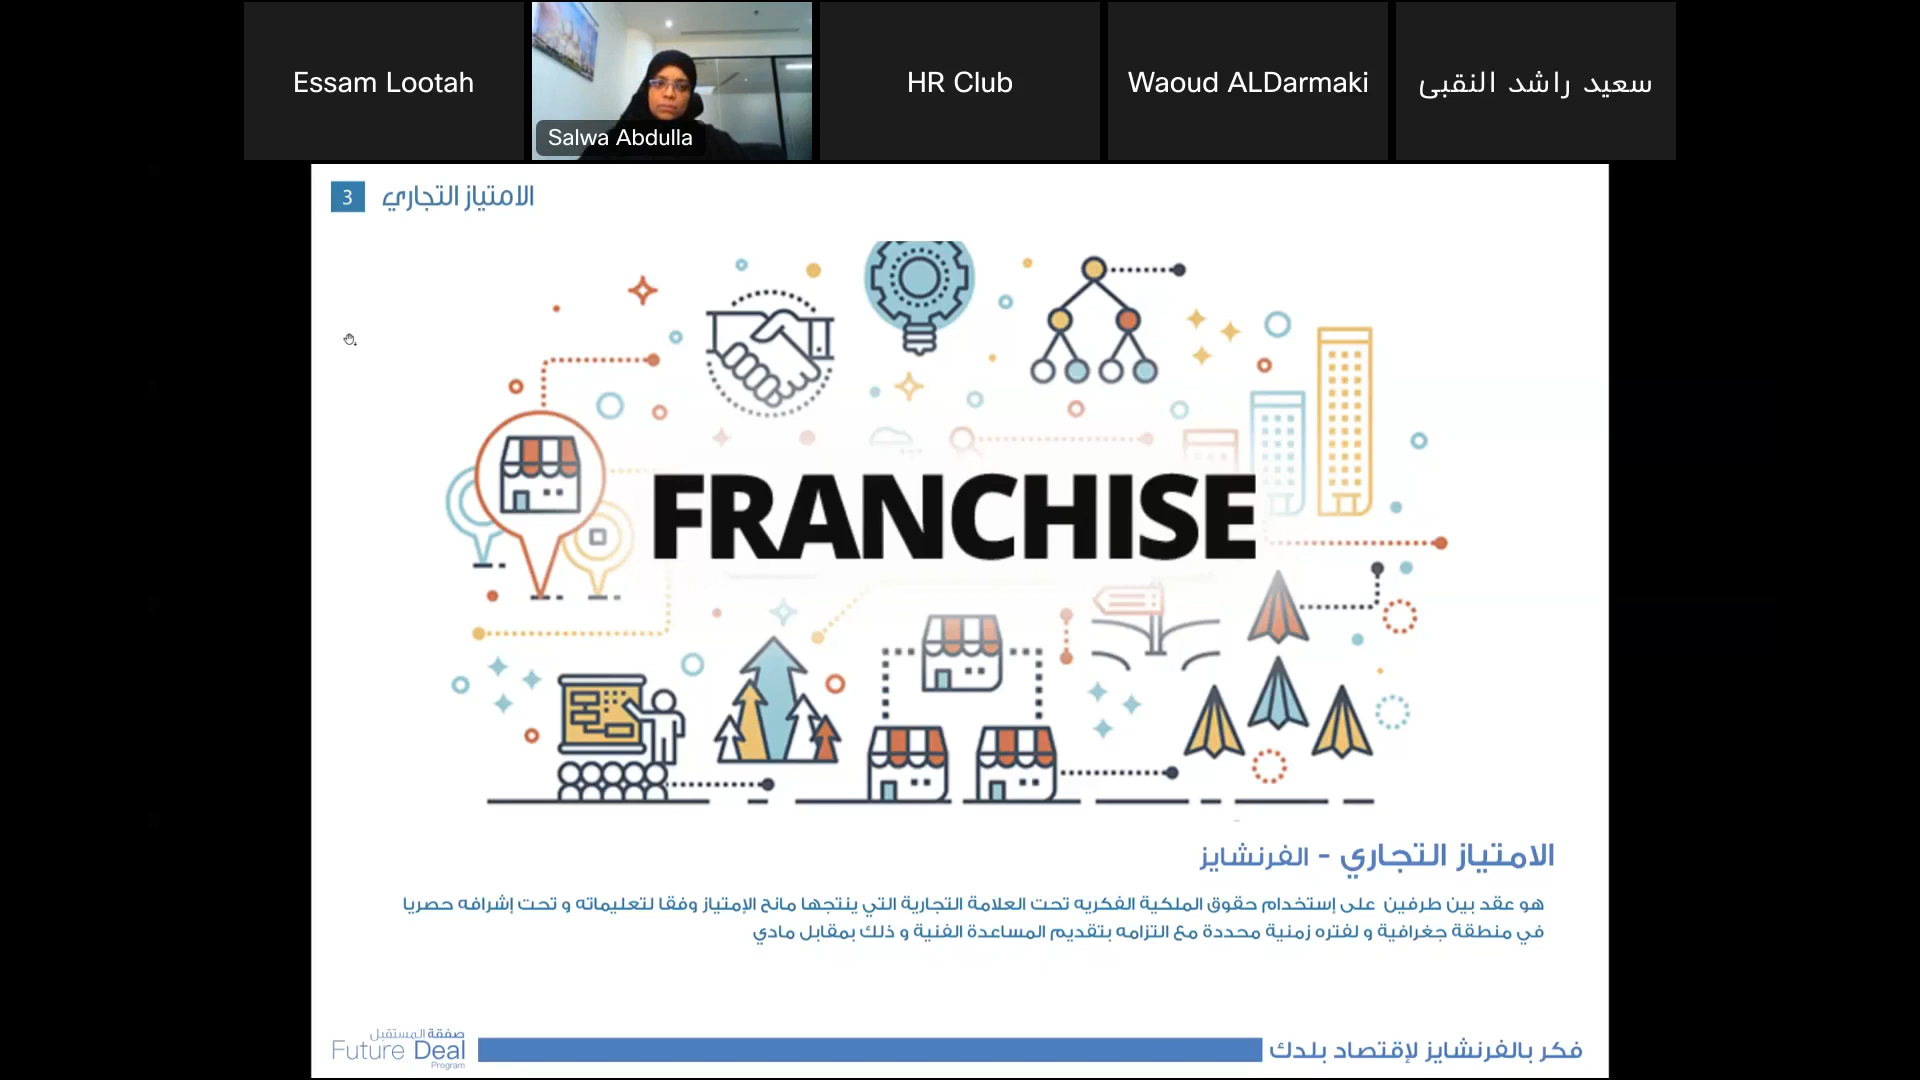 Essam Lootah
Salwa Abdulla
HR Club
Waoud ALDarmaki
سعيد راشد النقبى
3
الامتياز التجاري
FRANCHISE
الامتياز التجاري - الفرنشايز
هو عقد بين طرفين على إستخدام حقوق الملكية الفكريه تحت العلامة التجارية التي ينتجها مانح الإمتياز وفقا لتعليماته و تحت إشرافه حصريا
في منطقة جغرافية و لفتره زمنية محددة مع التزامه بتقديم المساعدة الفنية و ذلك بمقابل مادي
صفقة المستقبل
Future Deal
Program
فكر بالفرنشايز لإقتصاد بلدك